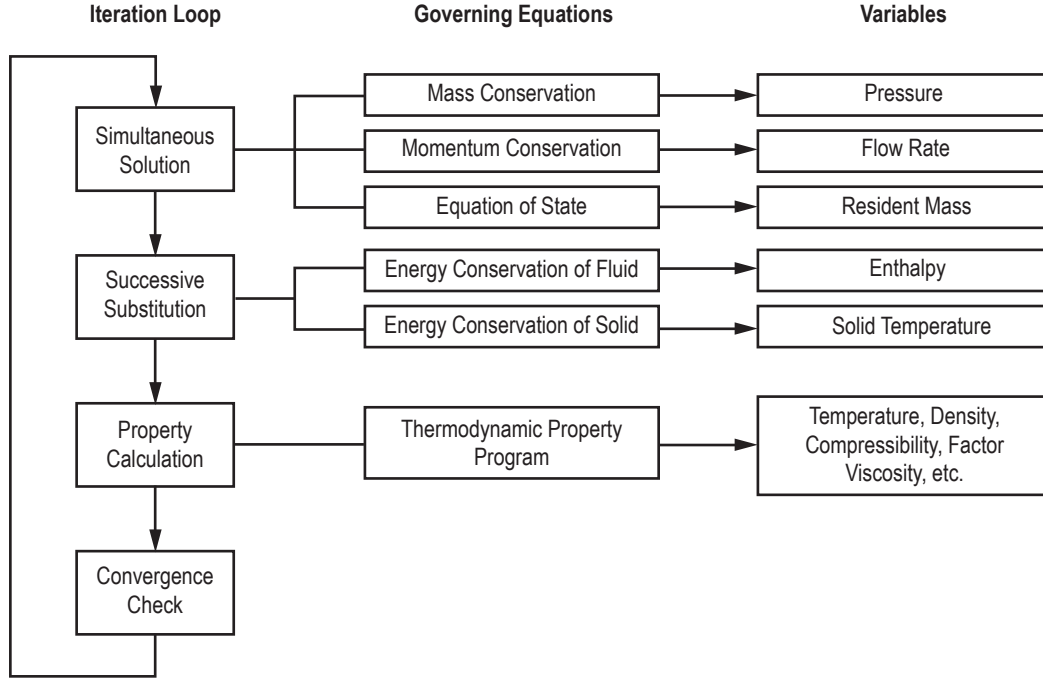 Iteration Loop
Governing Equations
Variables
Simultaneous
Solution
Mass Conservation
Pressure
Momentum Conservation
Flow Rate
Equation of State
Resident Mass
Successive
Substitution
Energy Conservation of Fluid
Enthalpy
Energy Conservation of Solid
Solid Temperature
Property
Calculation
Thermodynamic Property
Program
Temperature, Density,
Compressibility, Factor
Viscosity, etc.
Convergence
Check